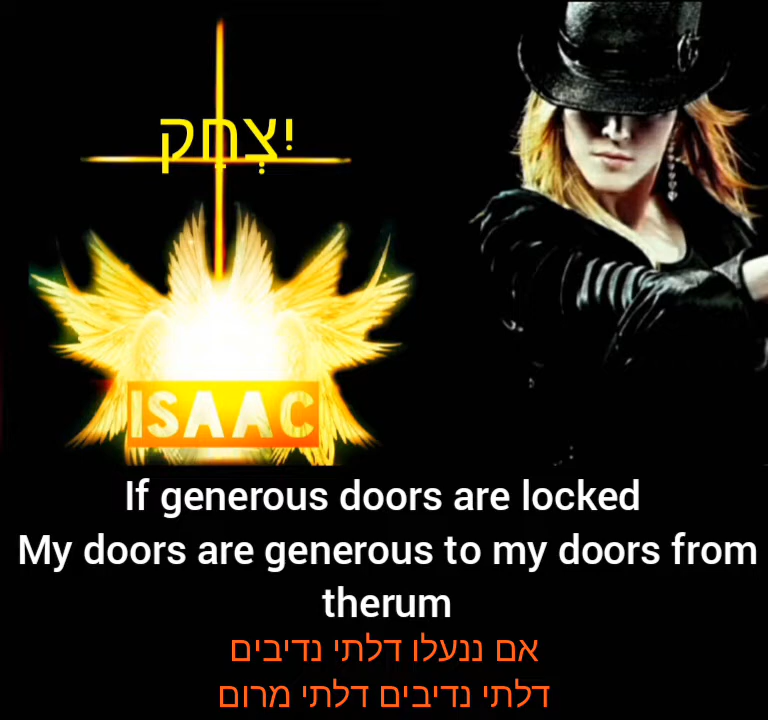 יִצְחָק
ISAAC
If generous doors are locked
My doors are generous to my doors from
therum
אם ננעלו דלתי נדיבים
דלתי נדיבים דלתי מרום